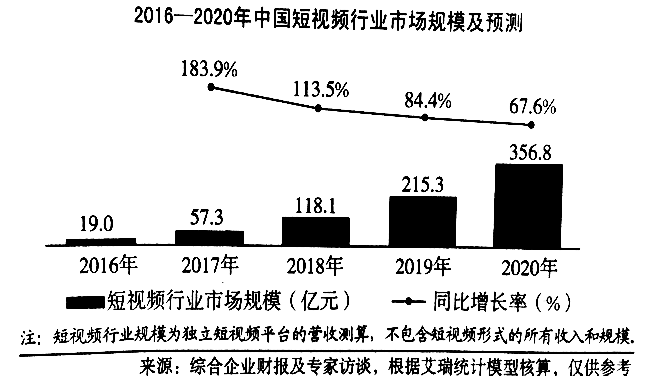 2016—2020年中国短视频行业市场规模及预测
183.9%
113.5%
84.4%
67.6%
19.0
57.3
118.1
215.3
356.8
2016年 2017年 2018年 2019年 2020年
短视频行业市场规模（亿元） 同比增长率（%）
注：短视频行业规模为独立短视频平台的营收测算，不包含短视频形式的所有收入和规模.
来源：综合企业财报及专家访谈，根据艾瑞统计模型核算，仅供参考